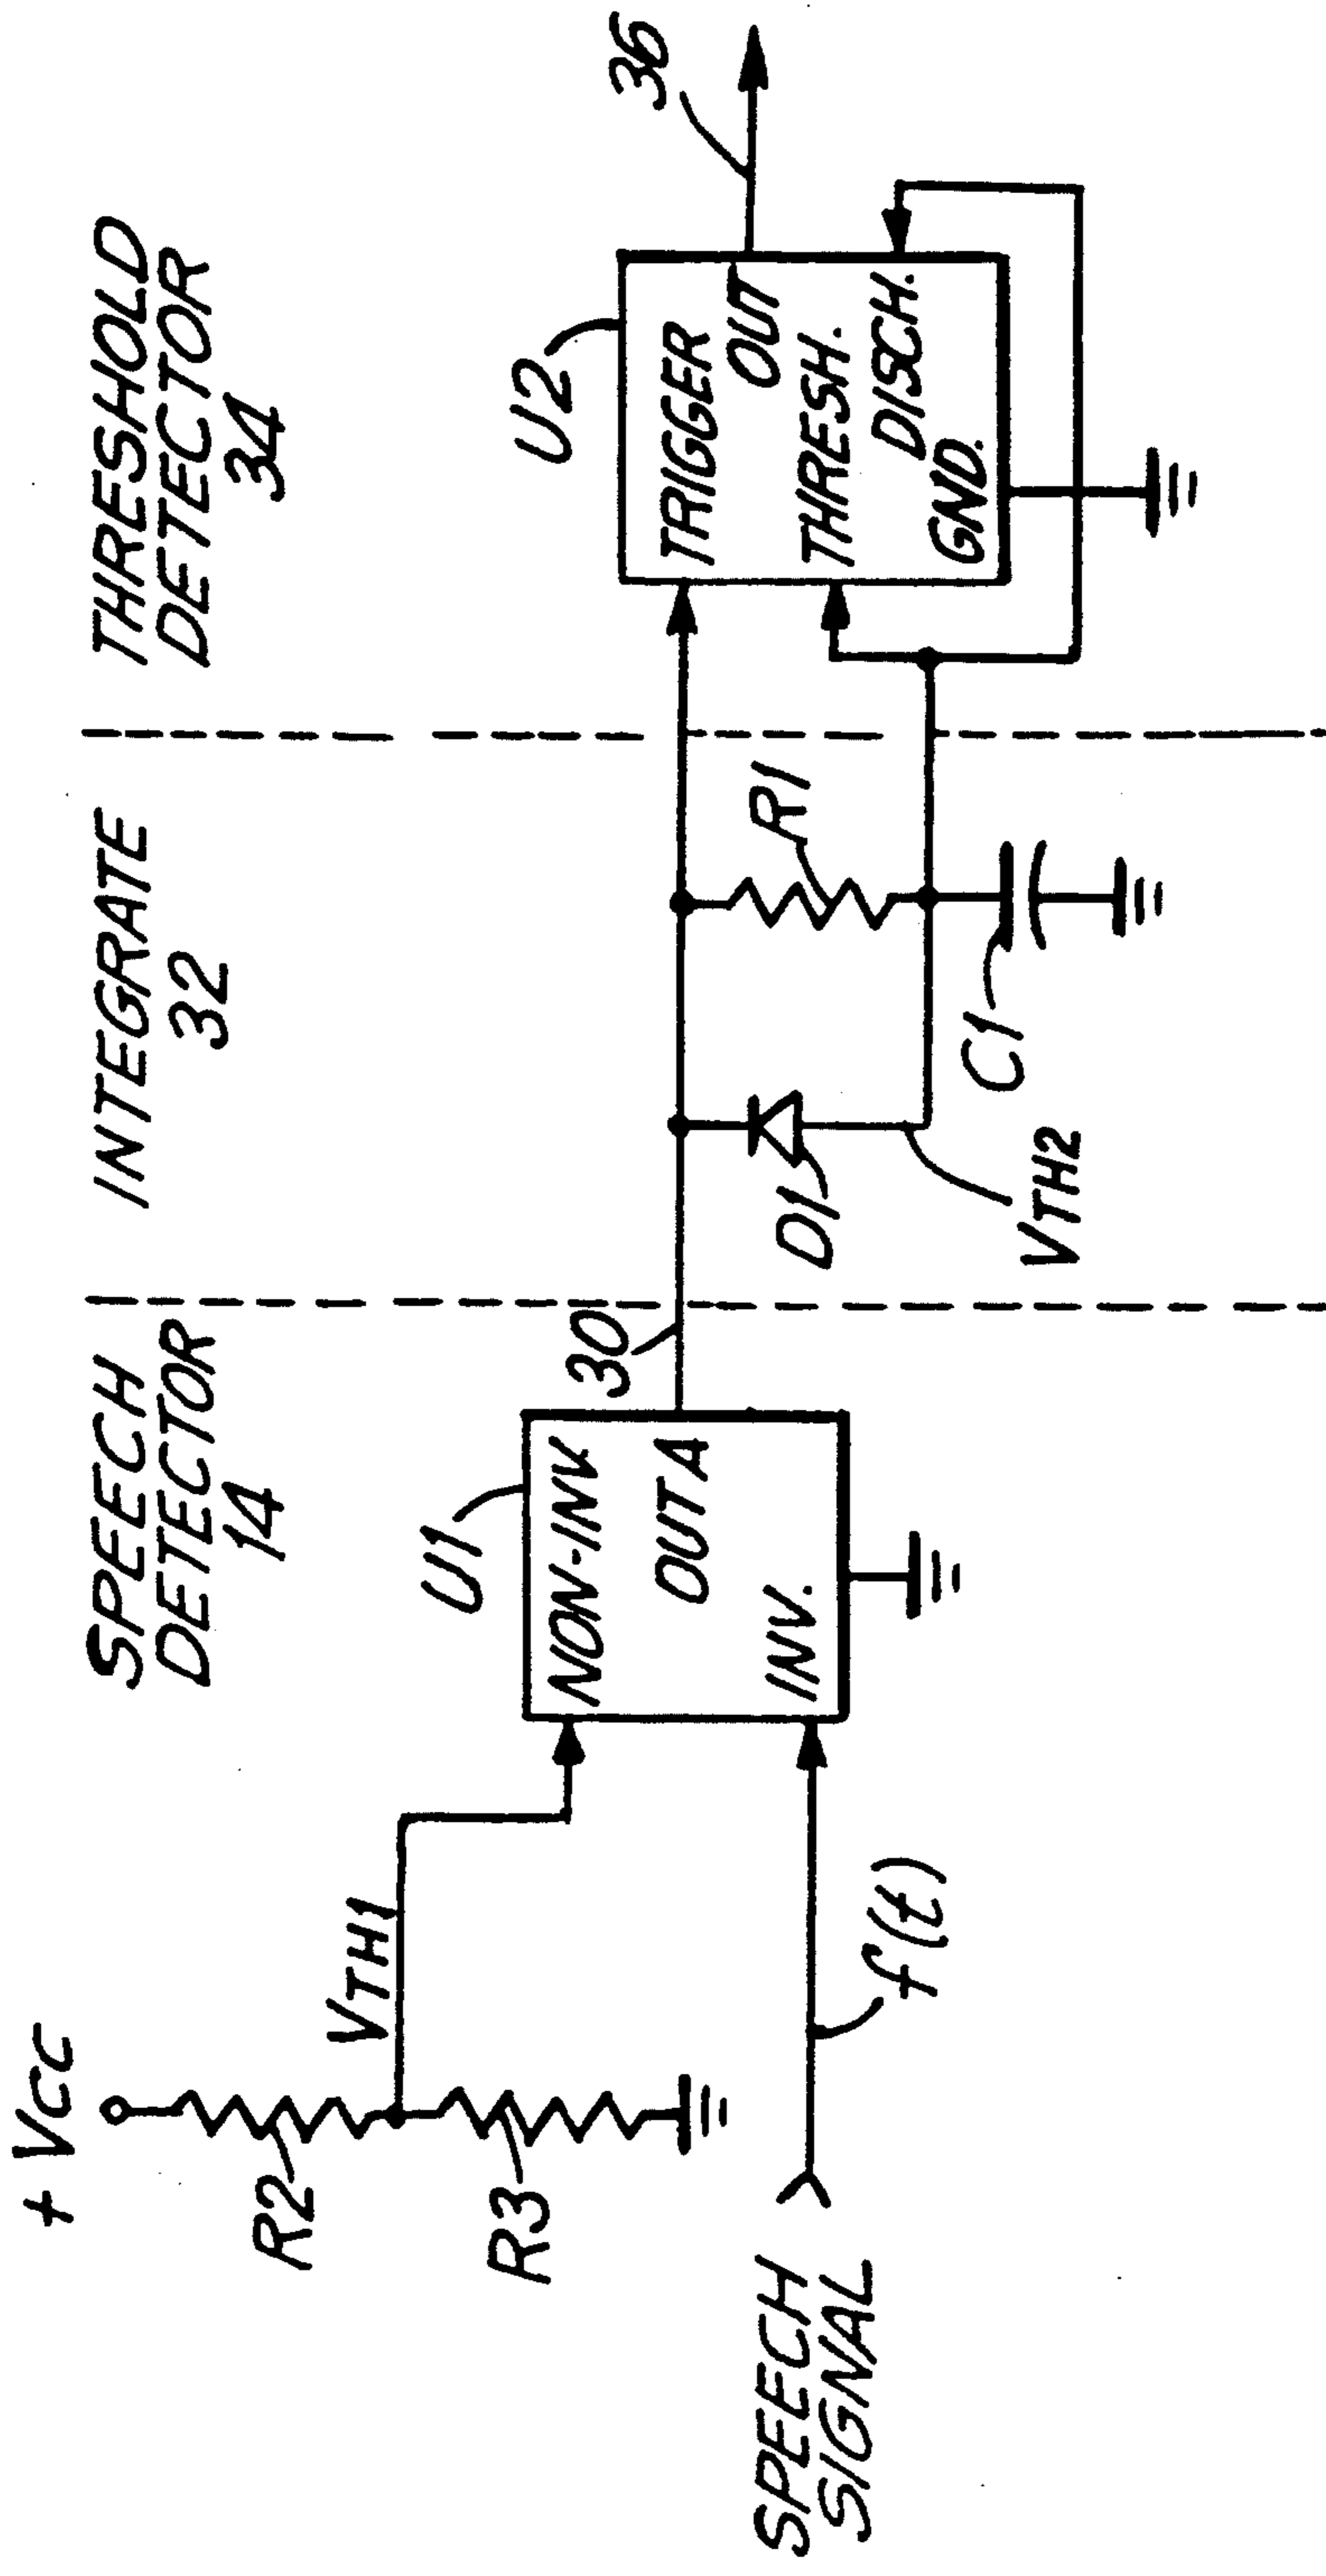 SPEECH
DETECTOR
14
INTEGRATE
32
THRESHOLD
DETECTOR
34
+ VCC
R2
VTH1
R3
SPEECH
SIGNAL
f(t)
U1
NON-INV.
OUT A
INV.
30
D1
VTH2
R1
C1
U2
TRIGGER
OUT
THRESH.
DISCH.
GND.
36